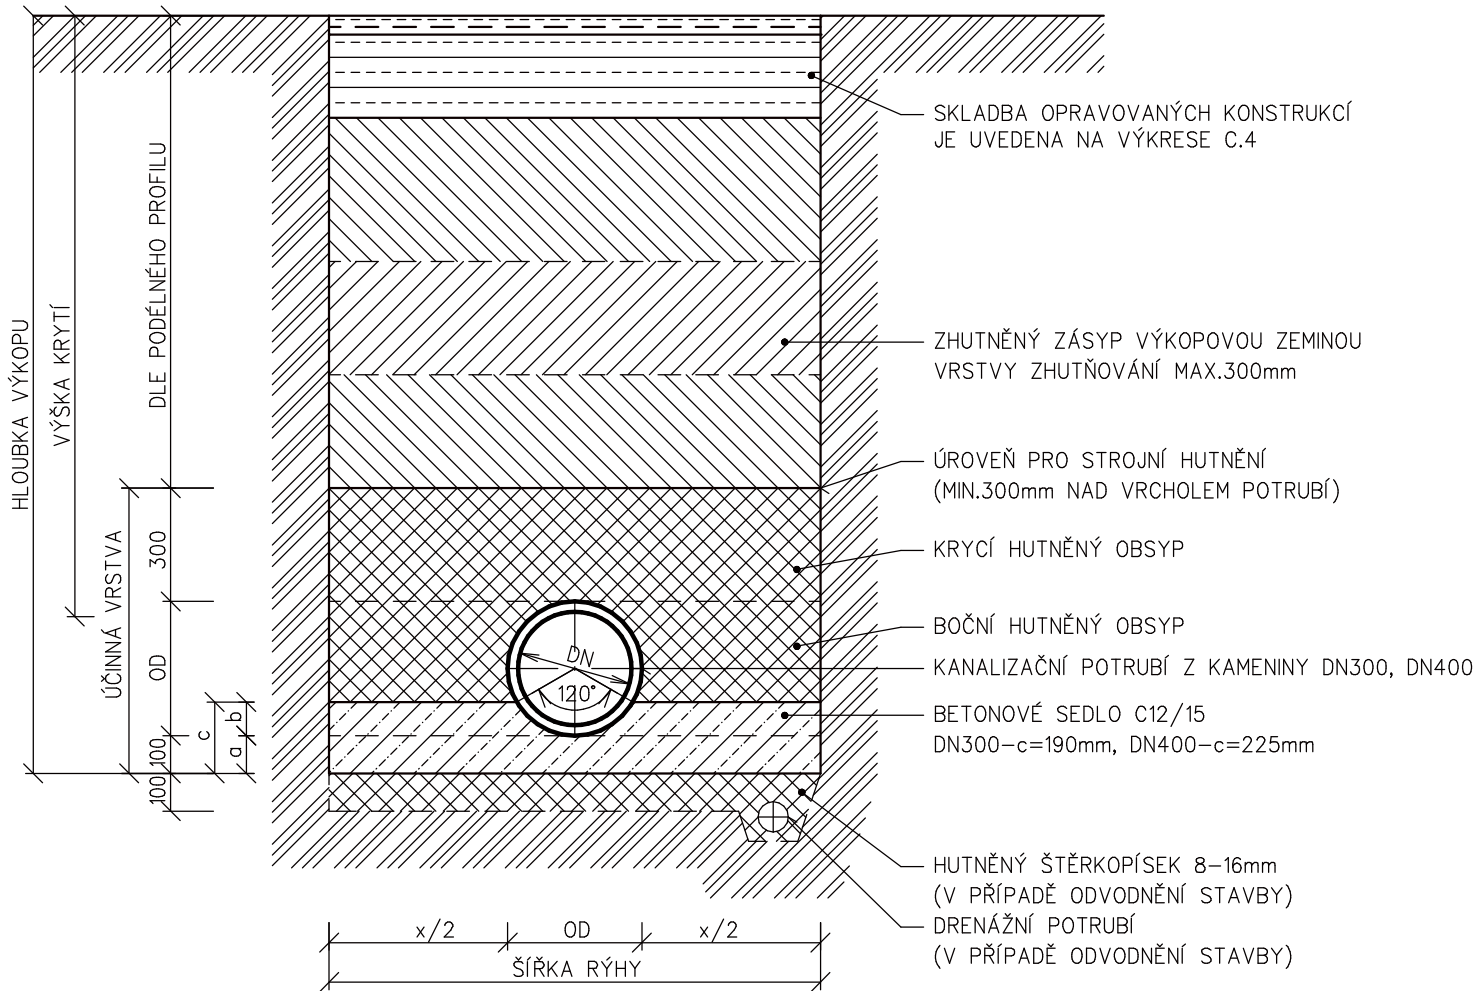 HLOUBKA VÝKOPU
VÝŠKA KRYTÍ
DLE PODÉLNÉHO PROFILU
ÚČINNÁ VRSTVA
300
OD
100
100
c
b
a
DN
120°
SKLADBA OPRAVOVANÝCH KONSTRUKCÍ
JE UVEDENA NA VÝKRESE C.4
ZHUTNĚNÝ ZÁSYP VÝKOPOVOU ZEMINOU
VRSTVY ZHUTŇOVÁNÍ MAX.300mm
ÚROVEŇ PRO STROJNÍ HUTNĚNÍ
(MIN.300mm NAD VRCHOLEM POTRUBÍ)
KRYCÍ HUTNĚNÝ OBSYP
BOČNÍ HUTNĚNÝ OBSYP
KANALIZAČNÍ POTRUBÍ Z KAMENINY DN300, DN400
BETONOVÉ SEDLO C12/15
DN300-c=190mm, DN400-c=225mm
HUTNĚNÝ ŠTĚRKOPÍSEK 8-16mm
(V PŘÍPADĚ ODVODNĚNÍ STAVBY)
DRENÁŽNÍ POTRUBÍ
(V PŘÍPADĚ ODVODNĚNÍ STAVBY)
x/2
OD
x/2
ŠÍŘKA RÝHY